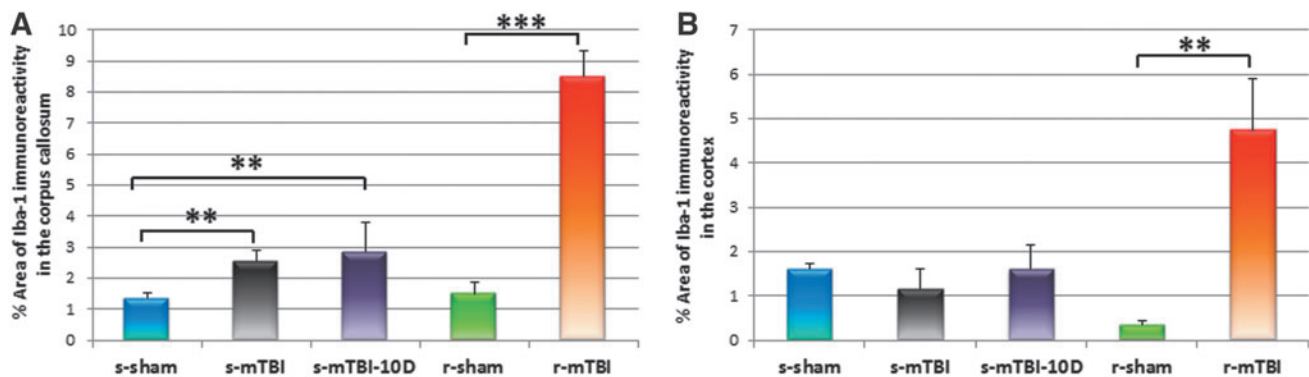 A
% Area of Iba-1 immunoreactivity
in the corpus callosum
10
9
8
7
6
5
4
3
2
1
0
**
**
***
s-sham s-mTBI s-mTBI-10D r-sham r-mTBI
B
% Area of Iba-1 immunoreactivity
in the cortex
7
6
5
4
3
2
1
0
**
s-sham s-mTBI s-mTBI-10D r-sham r-mTBI